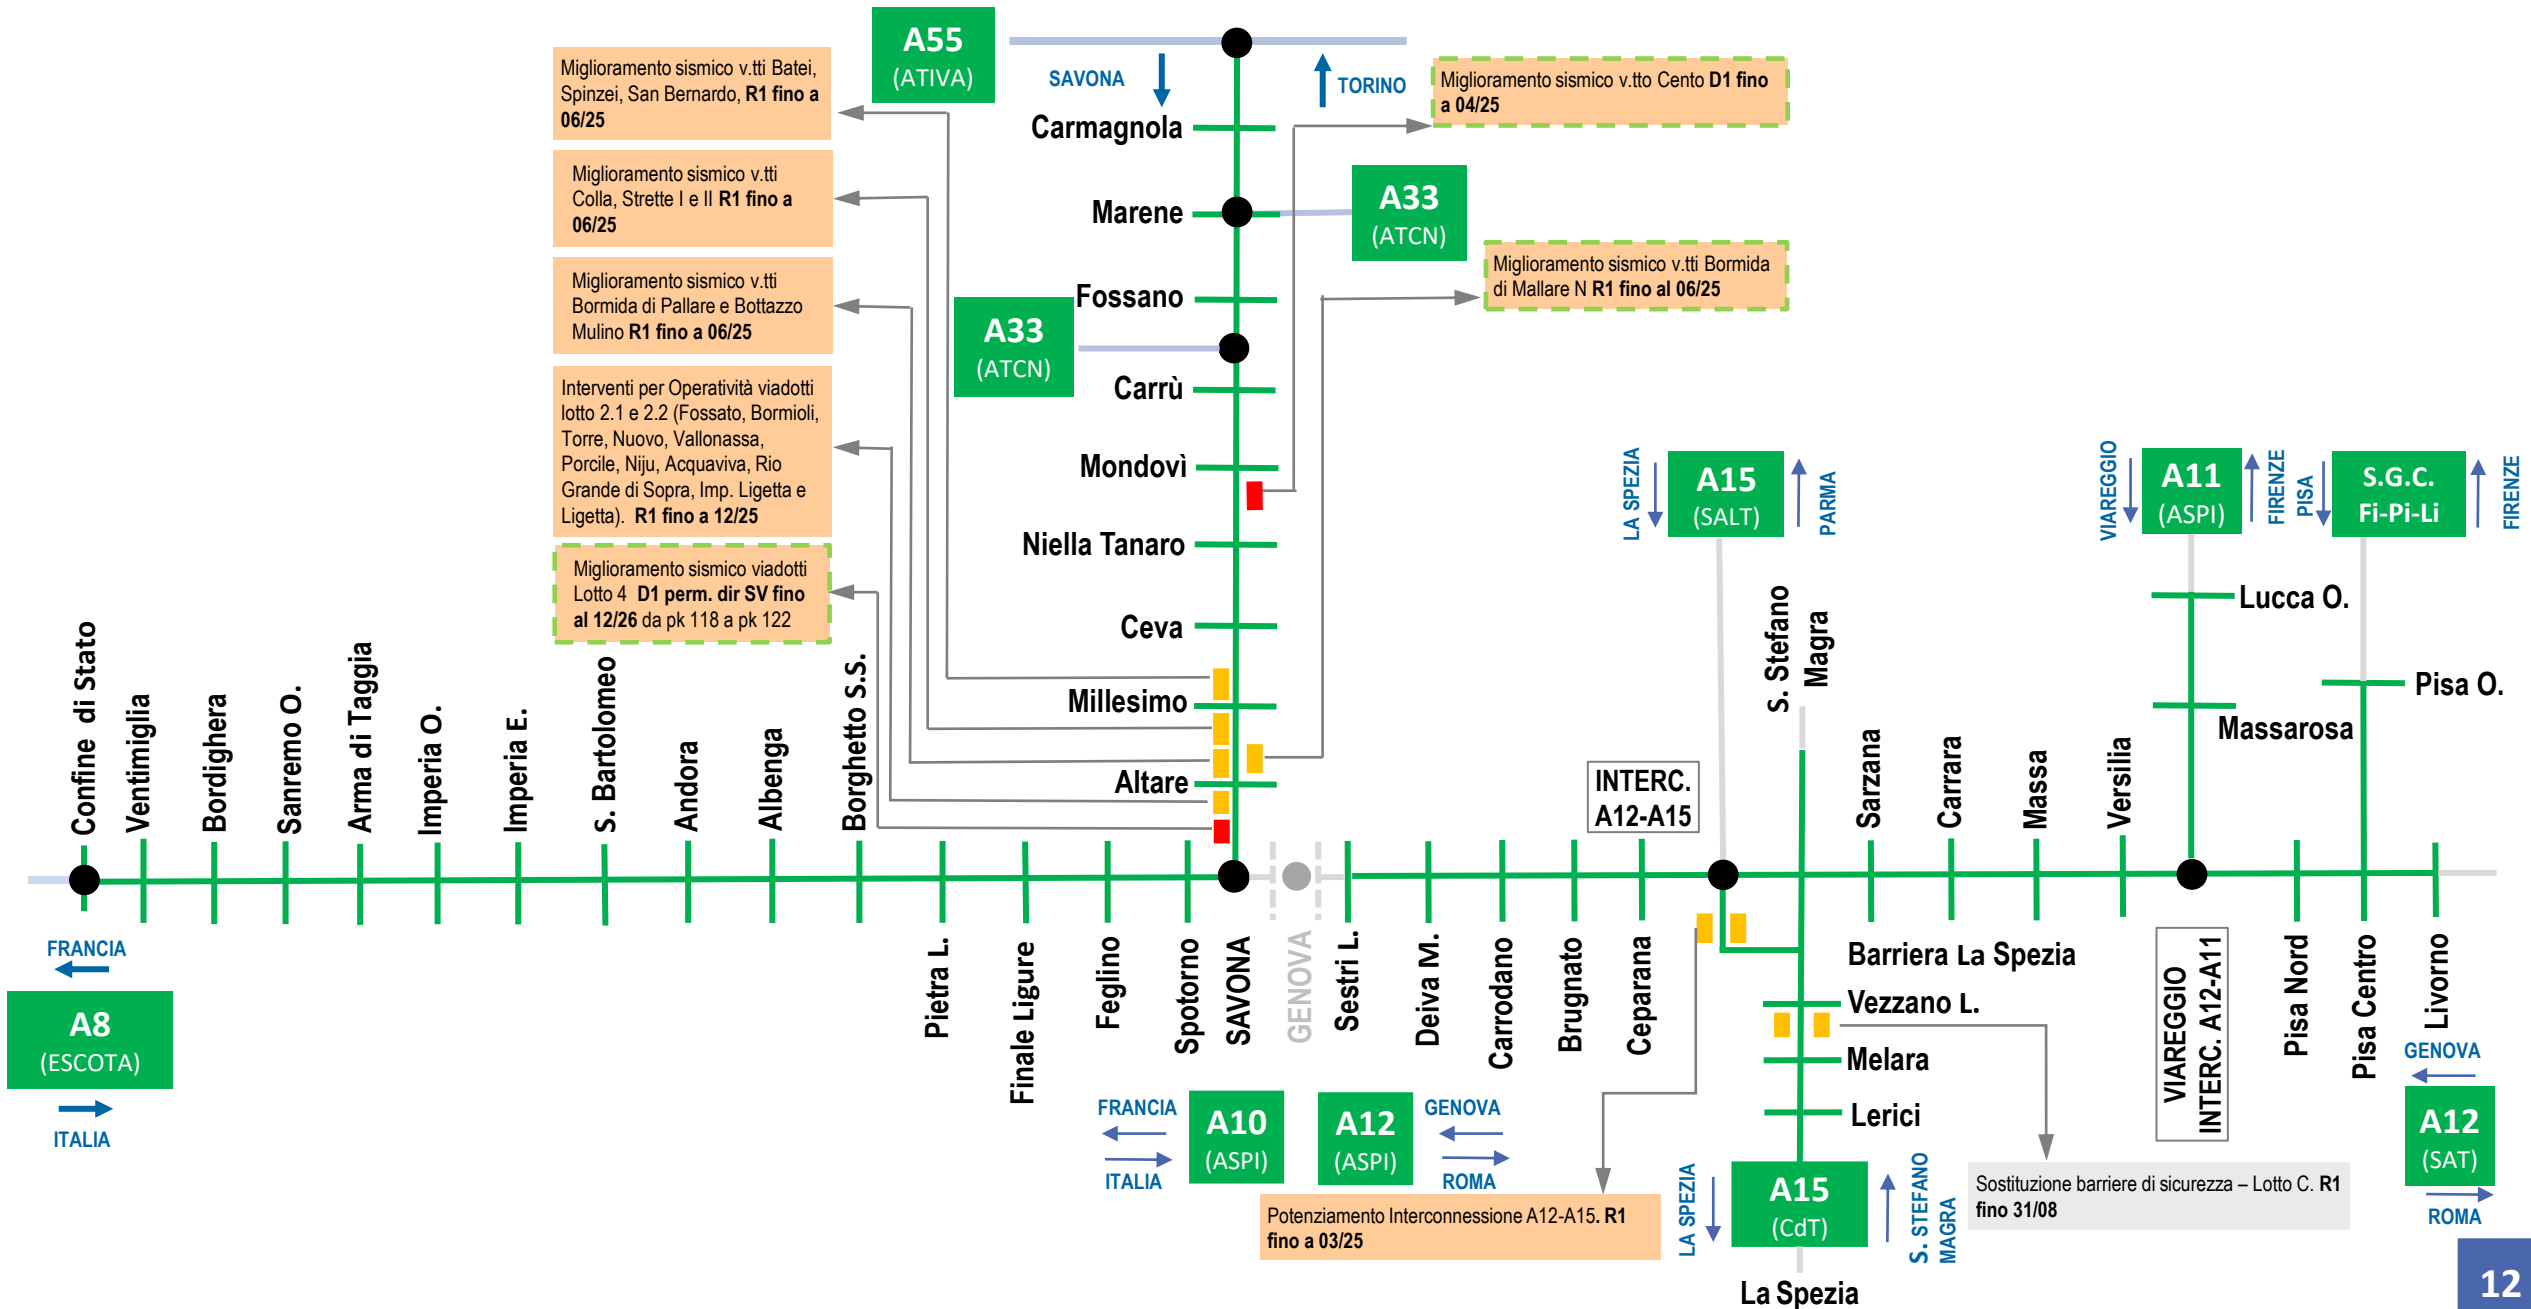 A55
(ATIVA)
SAVONA
TORINO
Miglioramento sismico v.tti Batei,
Spinzei, San Bernardo, R1 fino a
06/25
Miglioramento sismico v.tto Cento D1 fino
a 04/25
Carmagnola
Miglioramento sismico v.tti
Colla, Strette I e II R1 fino a
06/25
Marene
A33
(ATCN)
Miglioramento sismico v.tti
Bormida di Pallare e Bottazzo
Mulino R1 fino a 06/25
Fossano
Miglioramento sismico v.tti Bormida
di Mallare N R1 fino al 06/25
A33
(ATCN)
Carrù
Interventi per Operatività viadotti
lotto 2.1 e 2.2 (Fossato, Bormioli,
Torre, Nuovo, Vallonassa,
Porcile, Niju, Acquaviva, Rio
Grande di Sopra, Imp. Ligetta e
Ligetta). R1 fino a 12/25
Mondovì
Niella Tanaro
Miglioramento sismico viadotti
Lotto 4 D1 perm. dir SV fino
al 12/26 da pk 118 a pk 122
Ceva
Millesimo
Altare
LA SPEZIA
A15
(SALT)
PARMA
VIAREGGIO
A11
(ASPI)
FIRENZE
PISA
S.G.C.
Fi-Pi-Li
FIRENZE
Lucca O.
Pisa O.
Massarosa
S. Stefano
Magra
INTERC.
A12-A15
Confine di Stato
Ventimiglia
Bordighera
Sanremo O.
Arma di Taggia
Imperia O.
Imperia E.
S. Bartolomeo
Andora
Albenga
Borghetto S.S.
Sarzana
Carrara
Massa
Versilia
Pietra L.
Finale Ligure
Feglino
Spotorno
SAVONA
GENOVA
Sestri L.
Deiva M.
Carrodano
Brugnato
Ceparana
Barriera La Spezia
Vezzano L.
Melara
Lerici
VIAREGGIO
INTERC. A12-A11
Pisa Nord
Pisa Centro
Livorno
FRANCIA
A8
(ESCOTA)
ITALIA
FRANCIA
ITALIA
A10
(ASPI)
A12
(ASPI)
GENOVA
ROMA
GENOVA
A12
(SAT)
ROMA
Potenziamento Interconnessione A12-A15. R1
fino a 03/25
LA SPEZIA
A15
(CdT)
S. STEFANO
MAGRA
La Spezia
Sostituzione barriere di sicurezza – Lotto C. R1
fino 31/08
12